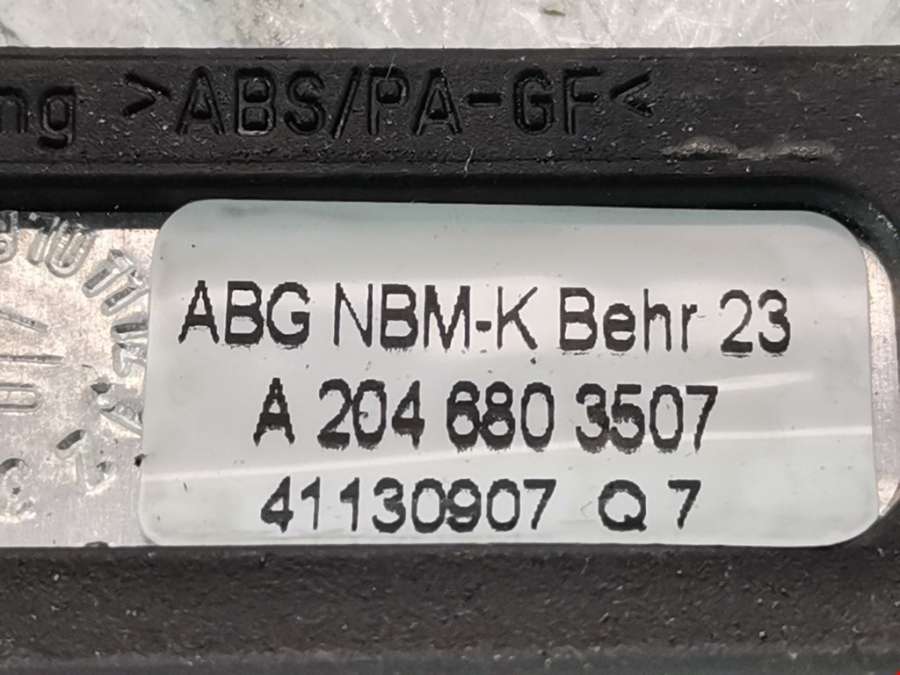 ng >ABS/PA-GF<
ABG NBM-K Behr 23
A 204 680 3507
41130907 Q 7